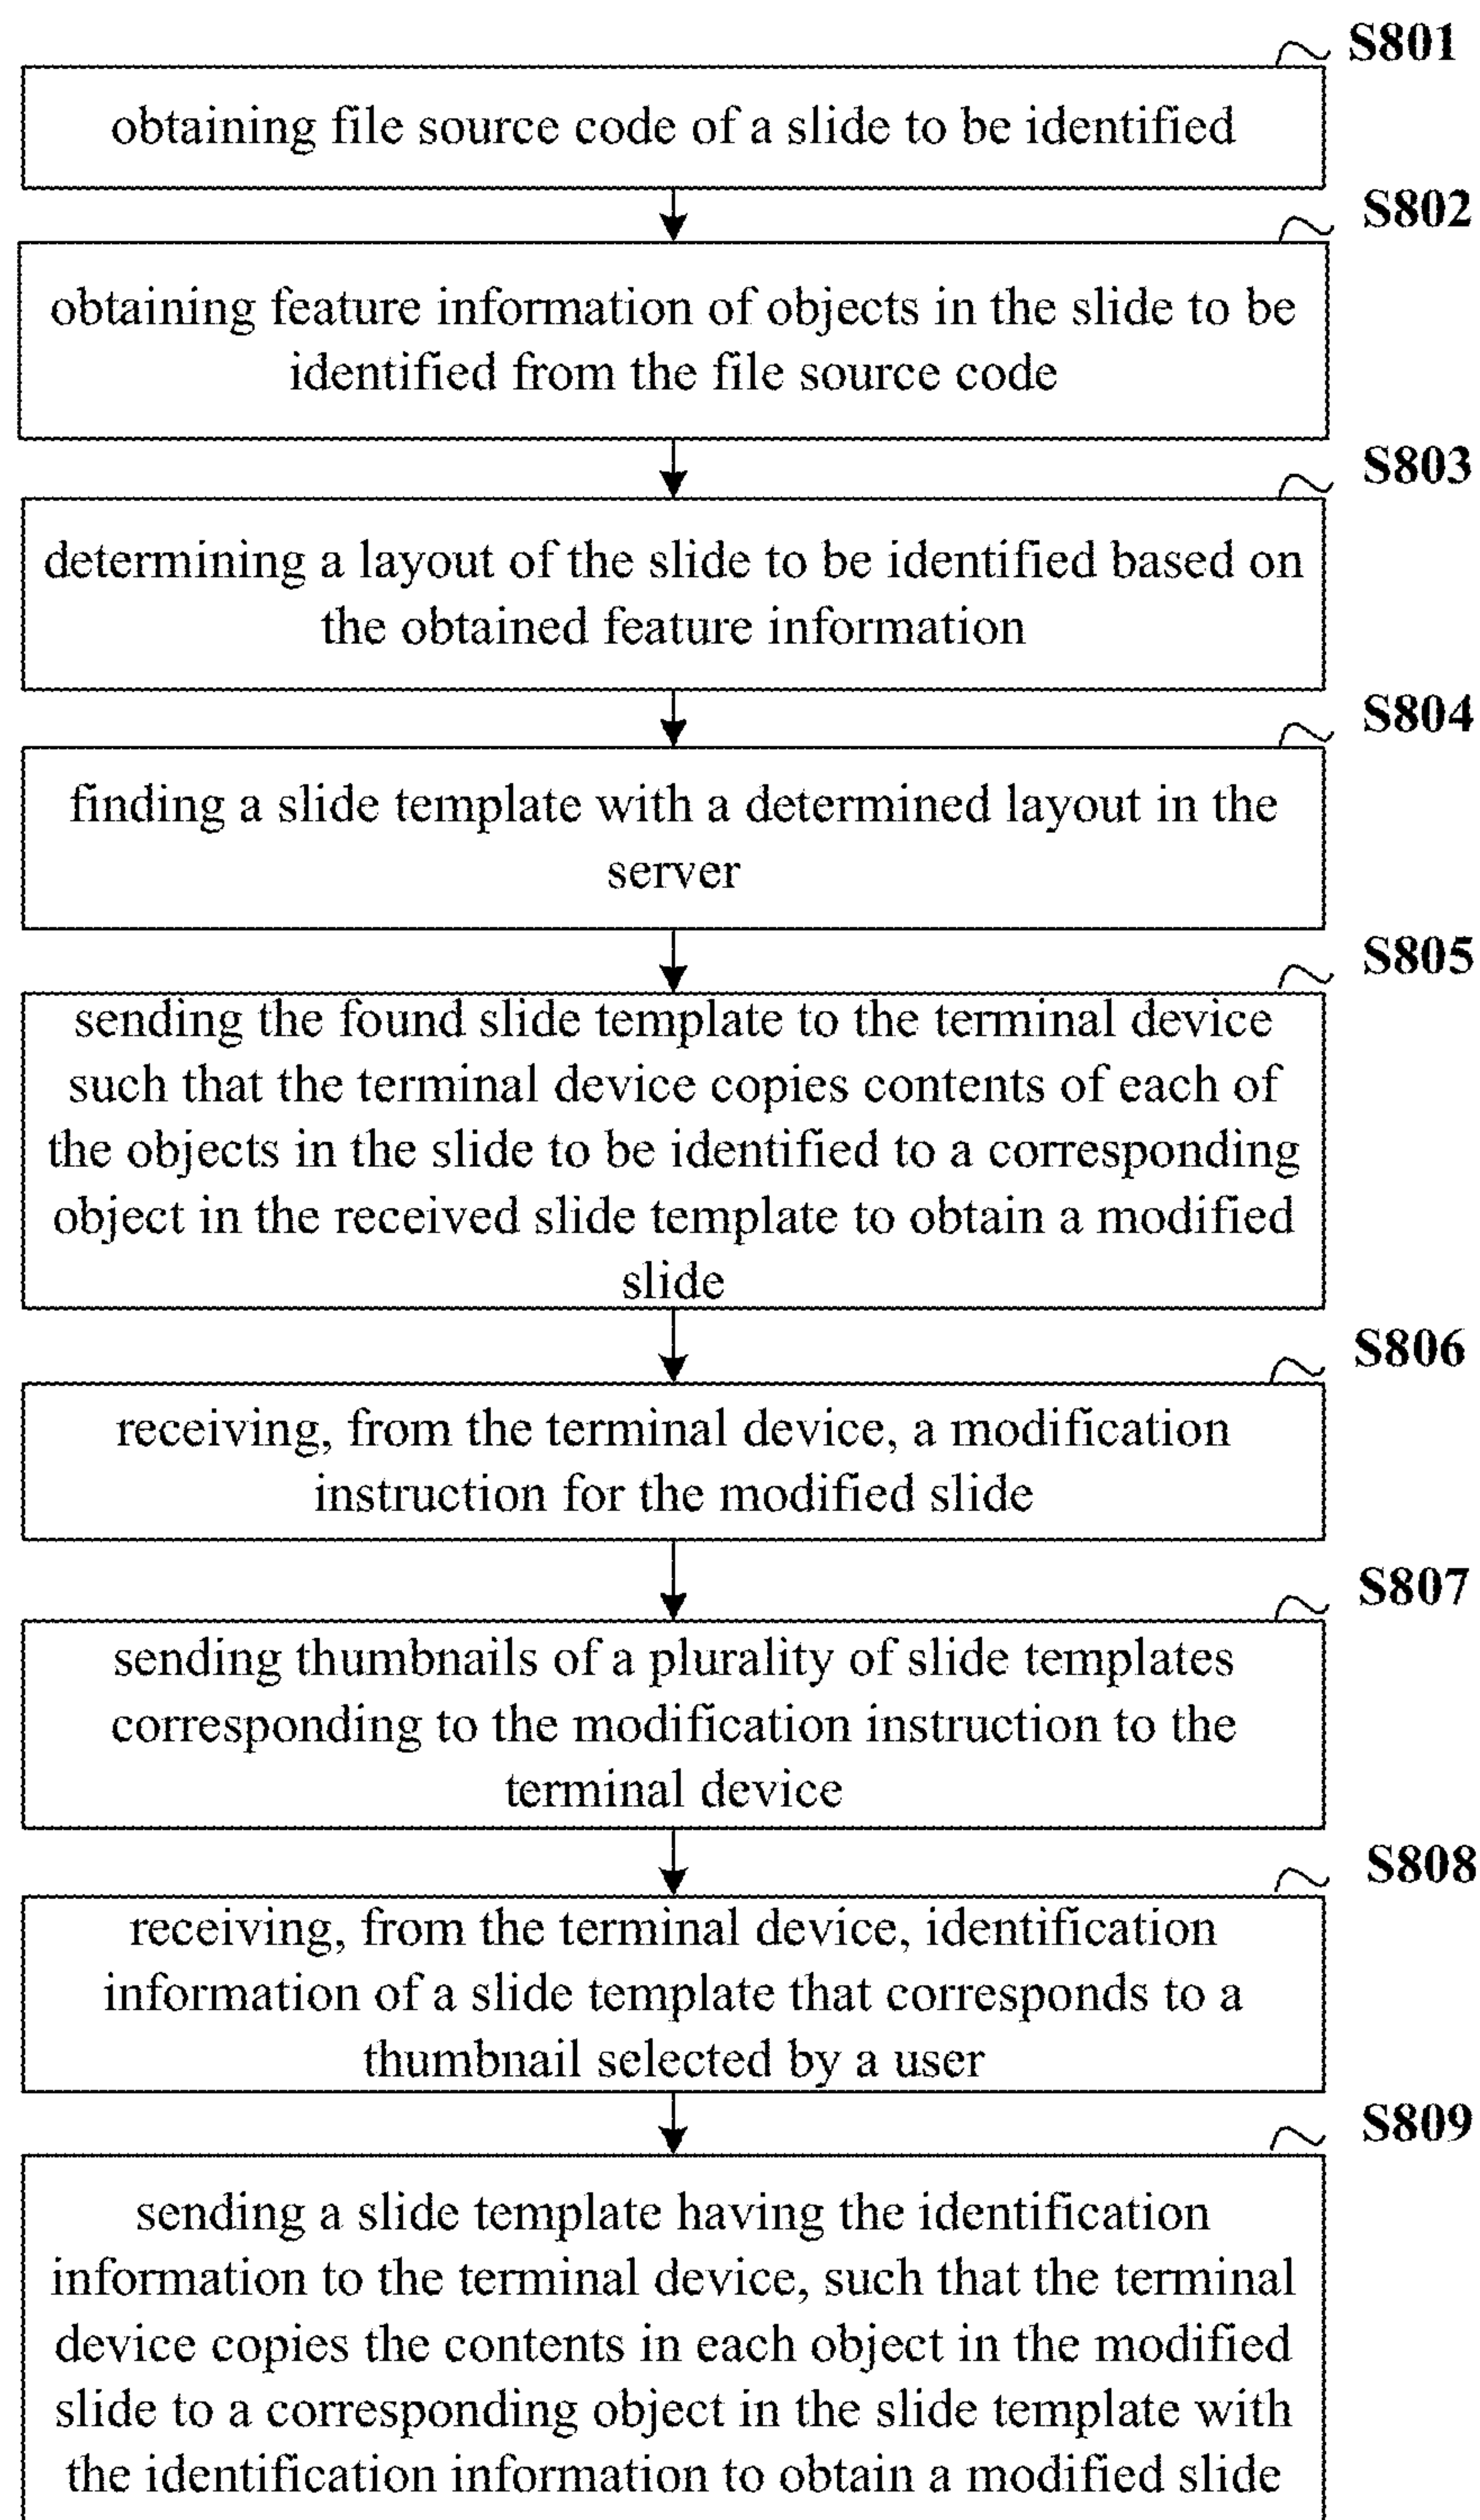 S801
obtaining file source code of a slide to be identified
S802
obtaining feature information of objects in the slide to be
identified from the file source code
S803
determining a layout of the slide to be identified based on
the obtained feature information
S804
finding a slide template with a determined layout in the
server
S805
sending the found slide template to the terminal device
such that the terminal device copies contents of each of
the objects in the slide to be identified to a corresponding
object in the received slide template to obtain a modified
slide
S806
receiving, from the terminal device, a modification
instruction for the modified slide
S807
sending thumbnails of a plurality of slide templates
corresponding to the modification instruction to the
terminal device
S808
receiving, from the terminal device, identification
information of a slide template that corresponds to a
thumbnail selected by a user
S809
sending a slide template having the identification
information to the terminal device, such that the terminal
device copies the contents in each object in the modified
slide to a corresponding object in the slide template with
the identification information to obtain a modified slide